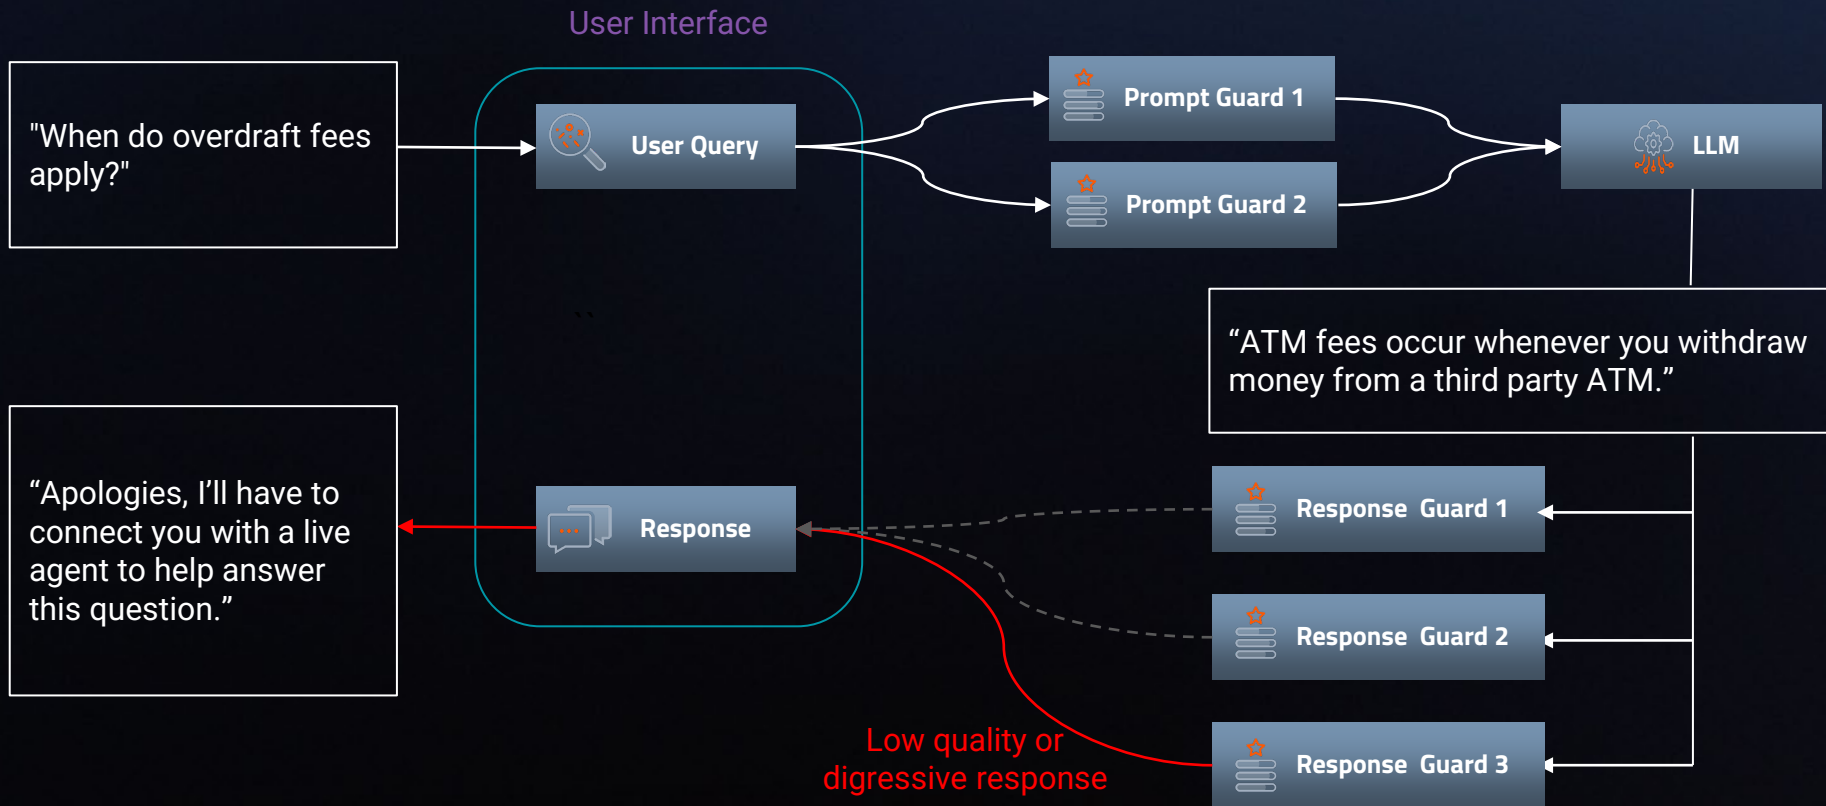 User Interface
"When do overdraft fees
apply?"
User Query
Prompt Guard 1
Prompt Guard 2
LLM
``
“ATM fees occur whenever you withdraw
money from a third party ATM.”
“Apologies, I’ll have to
connect you with a live
agent to help answer
this question.”
Response
Response Guard 1
Response Guard 2
Response Guard 3
Low quality or
digressive response